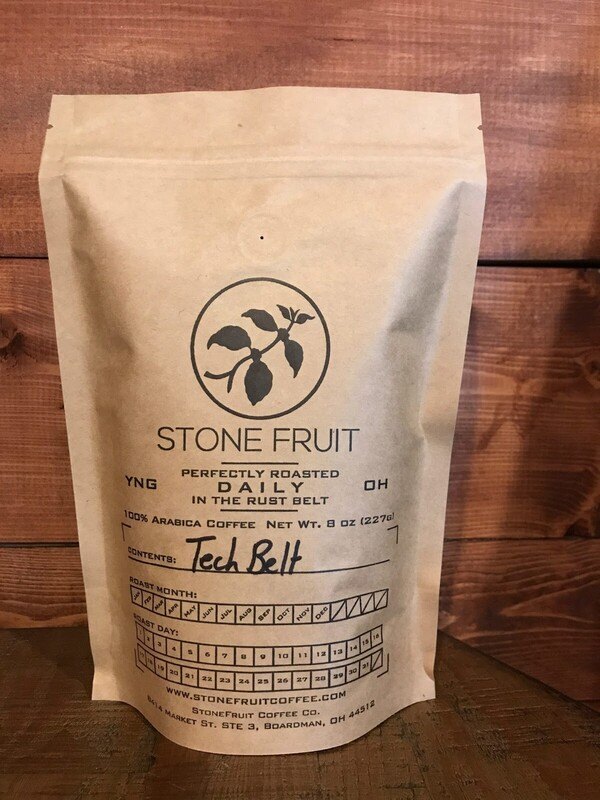 STONE FRUIT
PERFECTLY ROASTED
YNG DAILY OH
IN THE RUST BELT
100% ARABICA COFFEE NET WT. 8 OZ (227G)
CONTENTS: Tech Belt
ROAST MONTH:
JAN FEB MAR APR MAY JUN JUL AUG SEP OCT NOV DEC
ROAST DAY:
1 2 3 4 5 6 7 8 9 10 11 12 13 14 15 16
17 18 19 20 21 22 23 24 25 26 27 28 29 30 31
WWW.STONEFRUITCOFFEE.COM
STONEFRUIT COFFEE CO.
8414 MARKET ST. STE 3, BOARDMAN, OH 44512